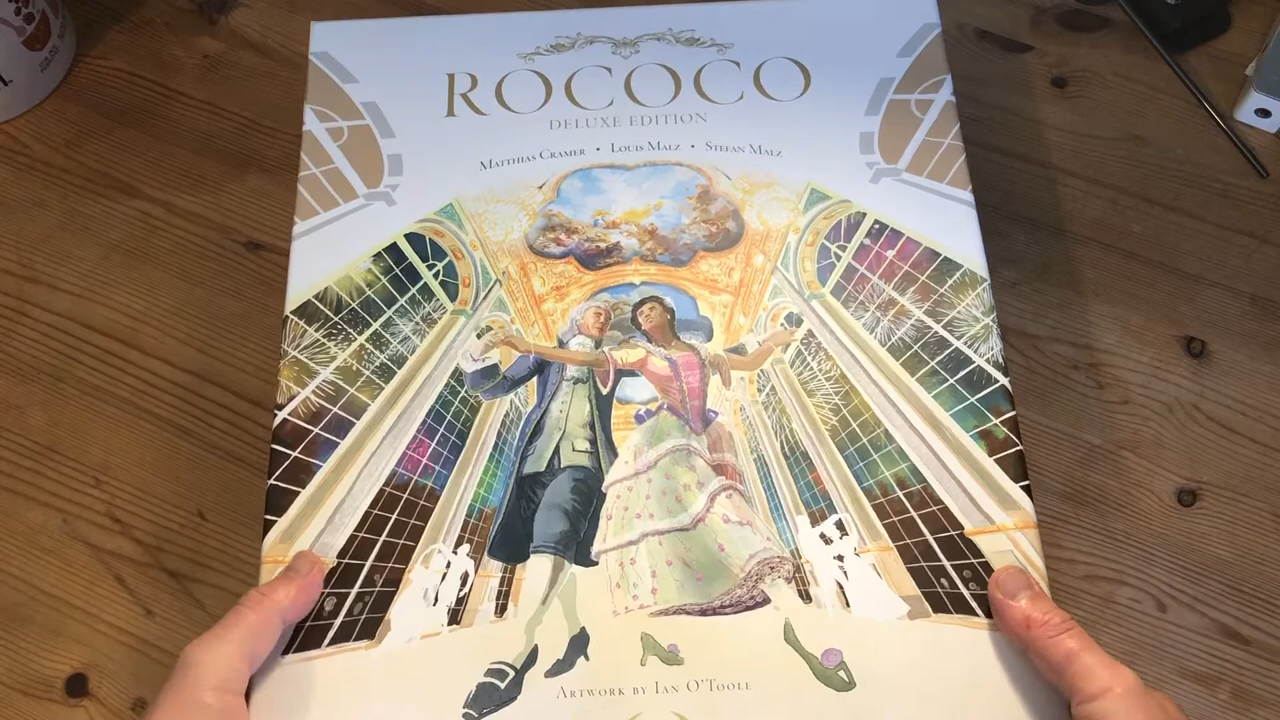 ROCOCO
DELUXE EDITION
MATTHIAS CRAMER • LOUIS MALZ • STEFAN MALZ
ARTWORK BY IAN O'TOOLE